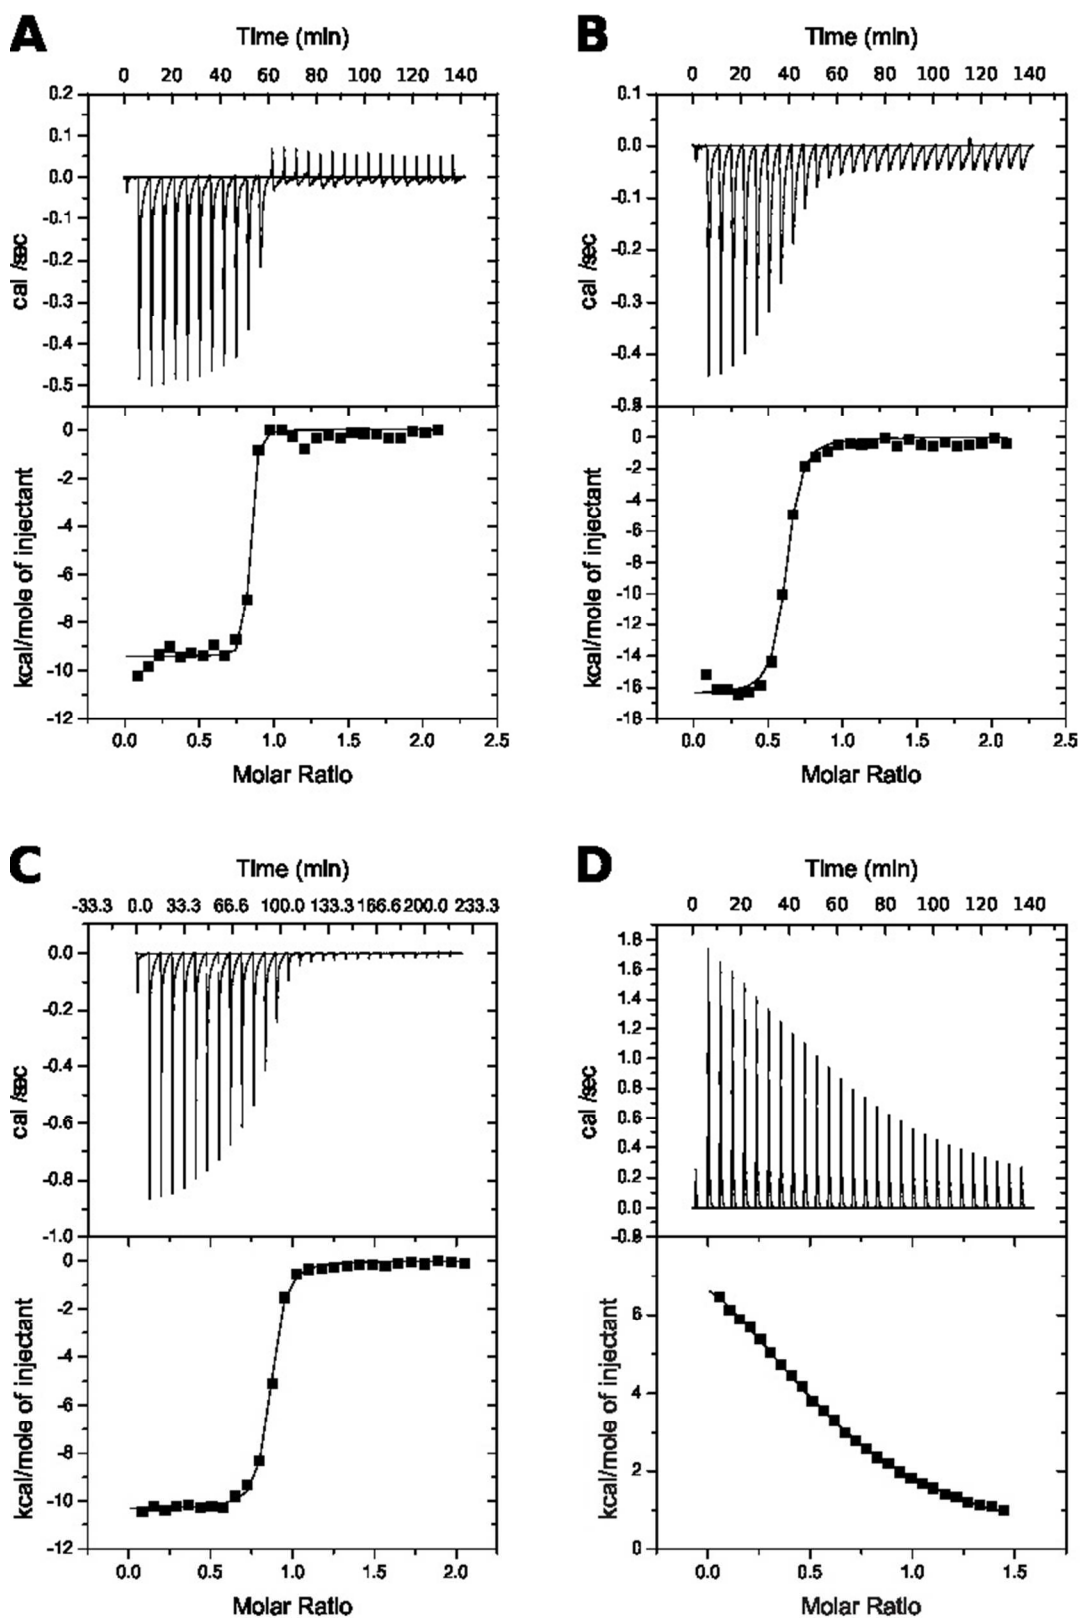 A
Time (min)
0 20 40 60 80 100 120 140
0.2
0.1
0.0
-0.1
-0.2
-0.3
-0.4
-0.5
cal /sec
0
-2
-4
-6
-8
-10
-12
kcal/mole of injectant
0.0 0.5 1.0 1.5 2.0 2.5
Molar Ratio
B
Time (min)
0 20 40 60 80 100 120 140
0.1
0.0
-0.1
-0.2
-0.3
-0.4
cal /sec
0
-2
-4
-6
-8
-10
-12
-14
-16
-18
kcal/mole of injectant
0.0 0.5 1.0 1.5 2.0 2.5
Molar Ratio
C
Time (min)
-33.3 0.0 33.3 66.6 100.0 133.3 166.6 200.0 233.3
0.0
-0.2
-0.4
-0.6
-0.8
-1.0
cal /sec
0
-2
-4
-6
-8
-10
-12
kcal/mole of injectant
0.0 0.5 1.0 1.5 2.0
Molar Ratio
D
Time (min)
0 20 40 60 80 100 120 140
1.8
1.6
1.4
1.2
1.0
0.8
0.6
0.4
0.2
0.0
cal /sec
6
4
2
0
kcal/mole of injectant
0.0 0.5 1.0 1.5
Molar Ratio